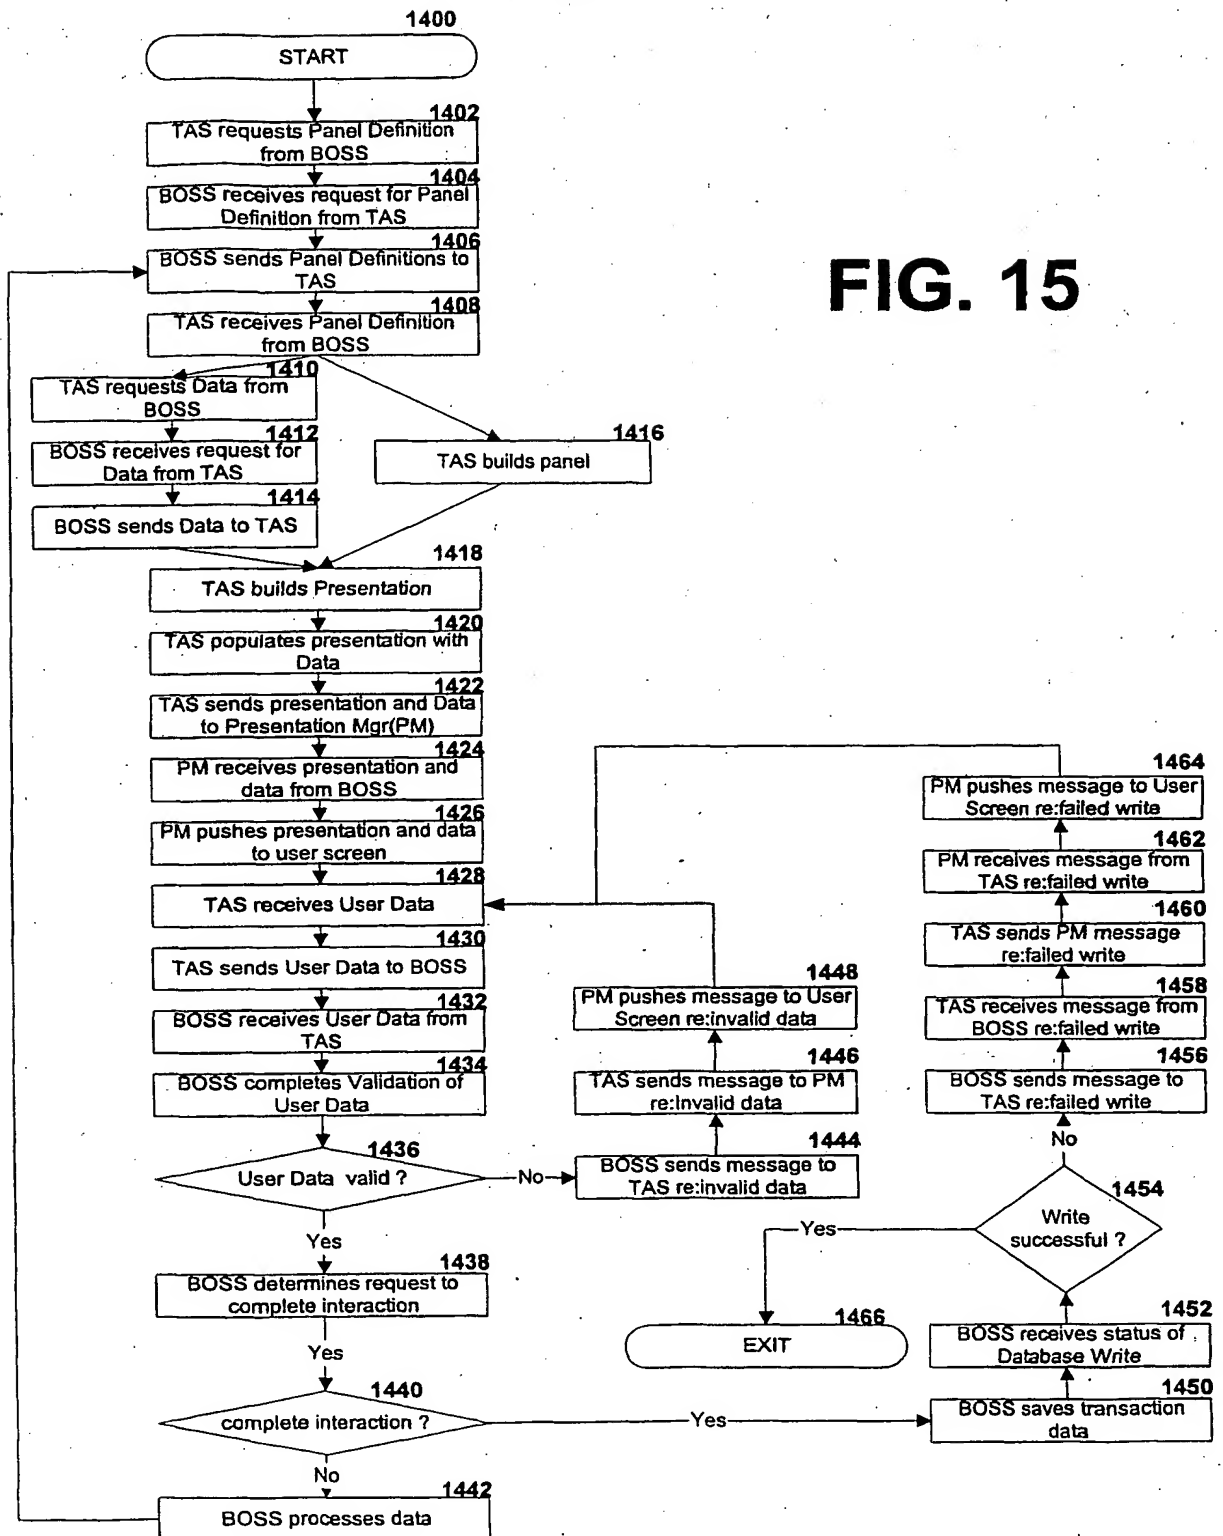 1400
START
1402
TAS requests Panel Definition
from BOSS
1404
BOSS receives request for Panel
Definition from TAS
1406
BOSS sends Panel Definitions to
TAS
1408
TAS receives Panel Definition
from BOSS
FIG. 15
1410
TAS requests Data from
BOSS
1412
BOSS receives request for
Data from TAS
1414
BOSS sends Data to TAS
1416
TAS builds panel
1418
TAS builds Presentation
1420
TAS populates presentation with
Data
1422
TAS sends presentation and Data
to Presentation Mgr(PM)
1424
PM receives presentation and
data from BOSS
1426
PM pushes presentation and data
to user screen
1428
TAS receives User Data
1430
TAS sends User Data to BOSS
1432
BOSS receives User Data from
TAS
1434
BOSS completes Validation of
User Data
1436
User Data valid ?
No
Yes
1438
BOSS determines request to
complete interaction
Yes
1440
complete interaction ?
Yes
No
1442
BOSS processes data
1448
PM pushes message to User
Screen re:invalid data
1446
TAS sends message to PM
re:Invalid data
1444
BOSS sends message to
TAS re:invalid data
1464
PM pushes message to User
Screen re:failed write
1462
PM receives message from
TAS re:failed write
1460
TAS sends PM message
re:failed write
1458
TAS receives message from
BOSS re:failed write
1456
BOSS sends message to
TAS re:failed write
No
1454
Write
successful ?
Yes
1466
EXIT
1452
BOSS receives status of
Database Write
1450
BOSS saves transaction
data